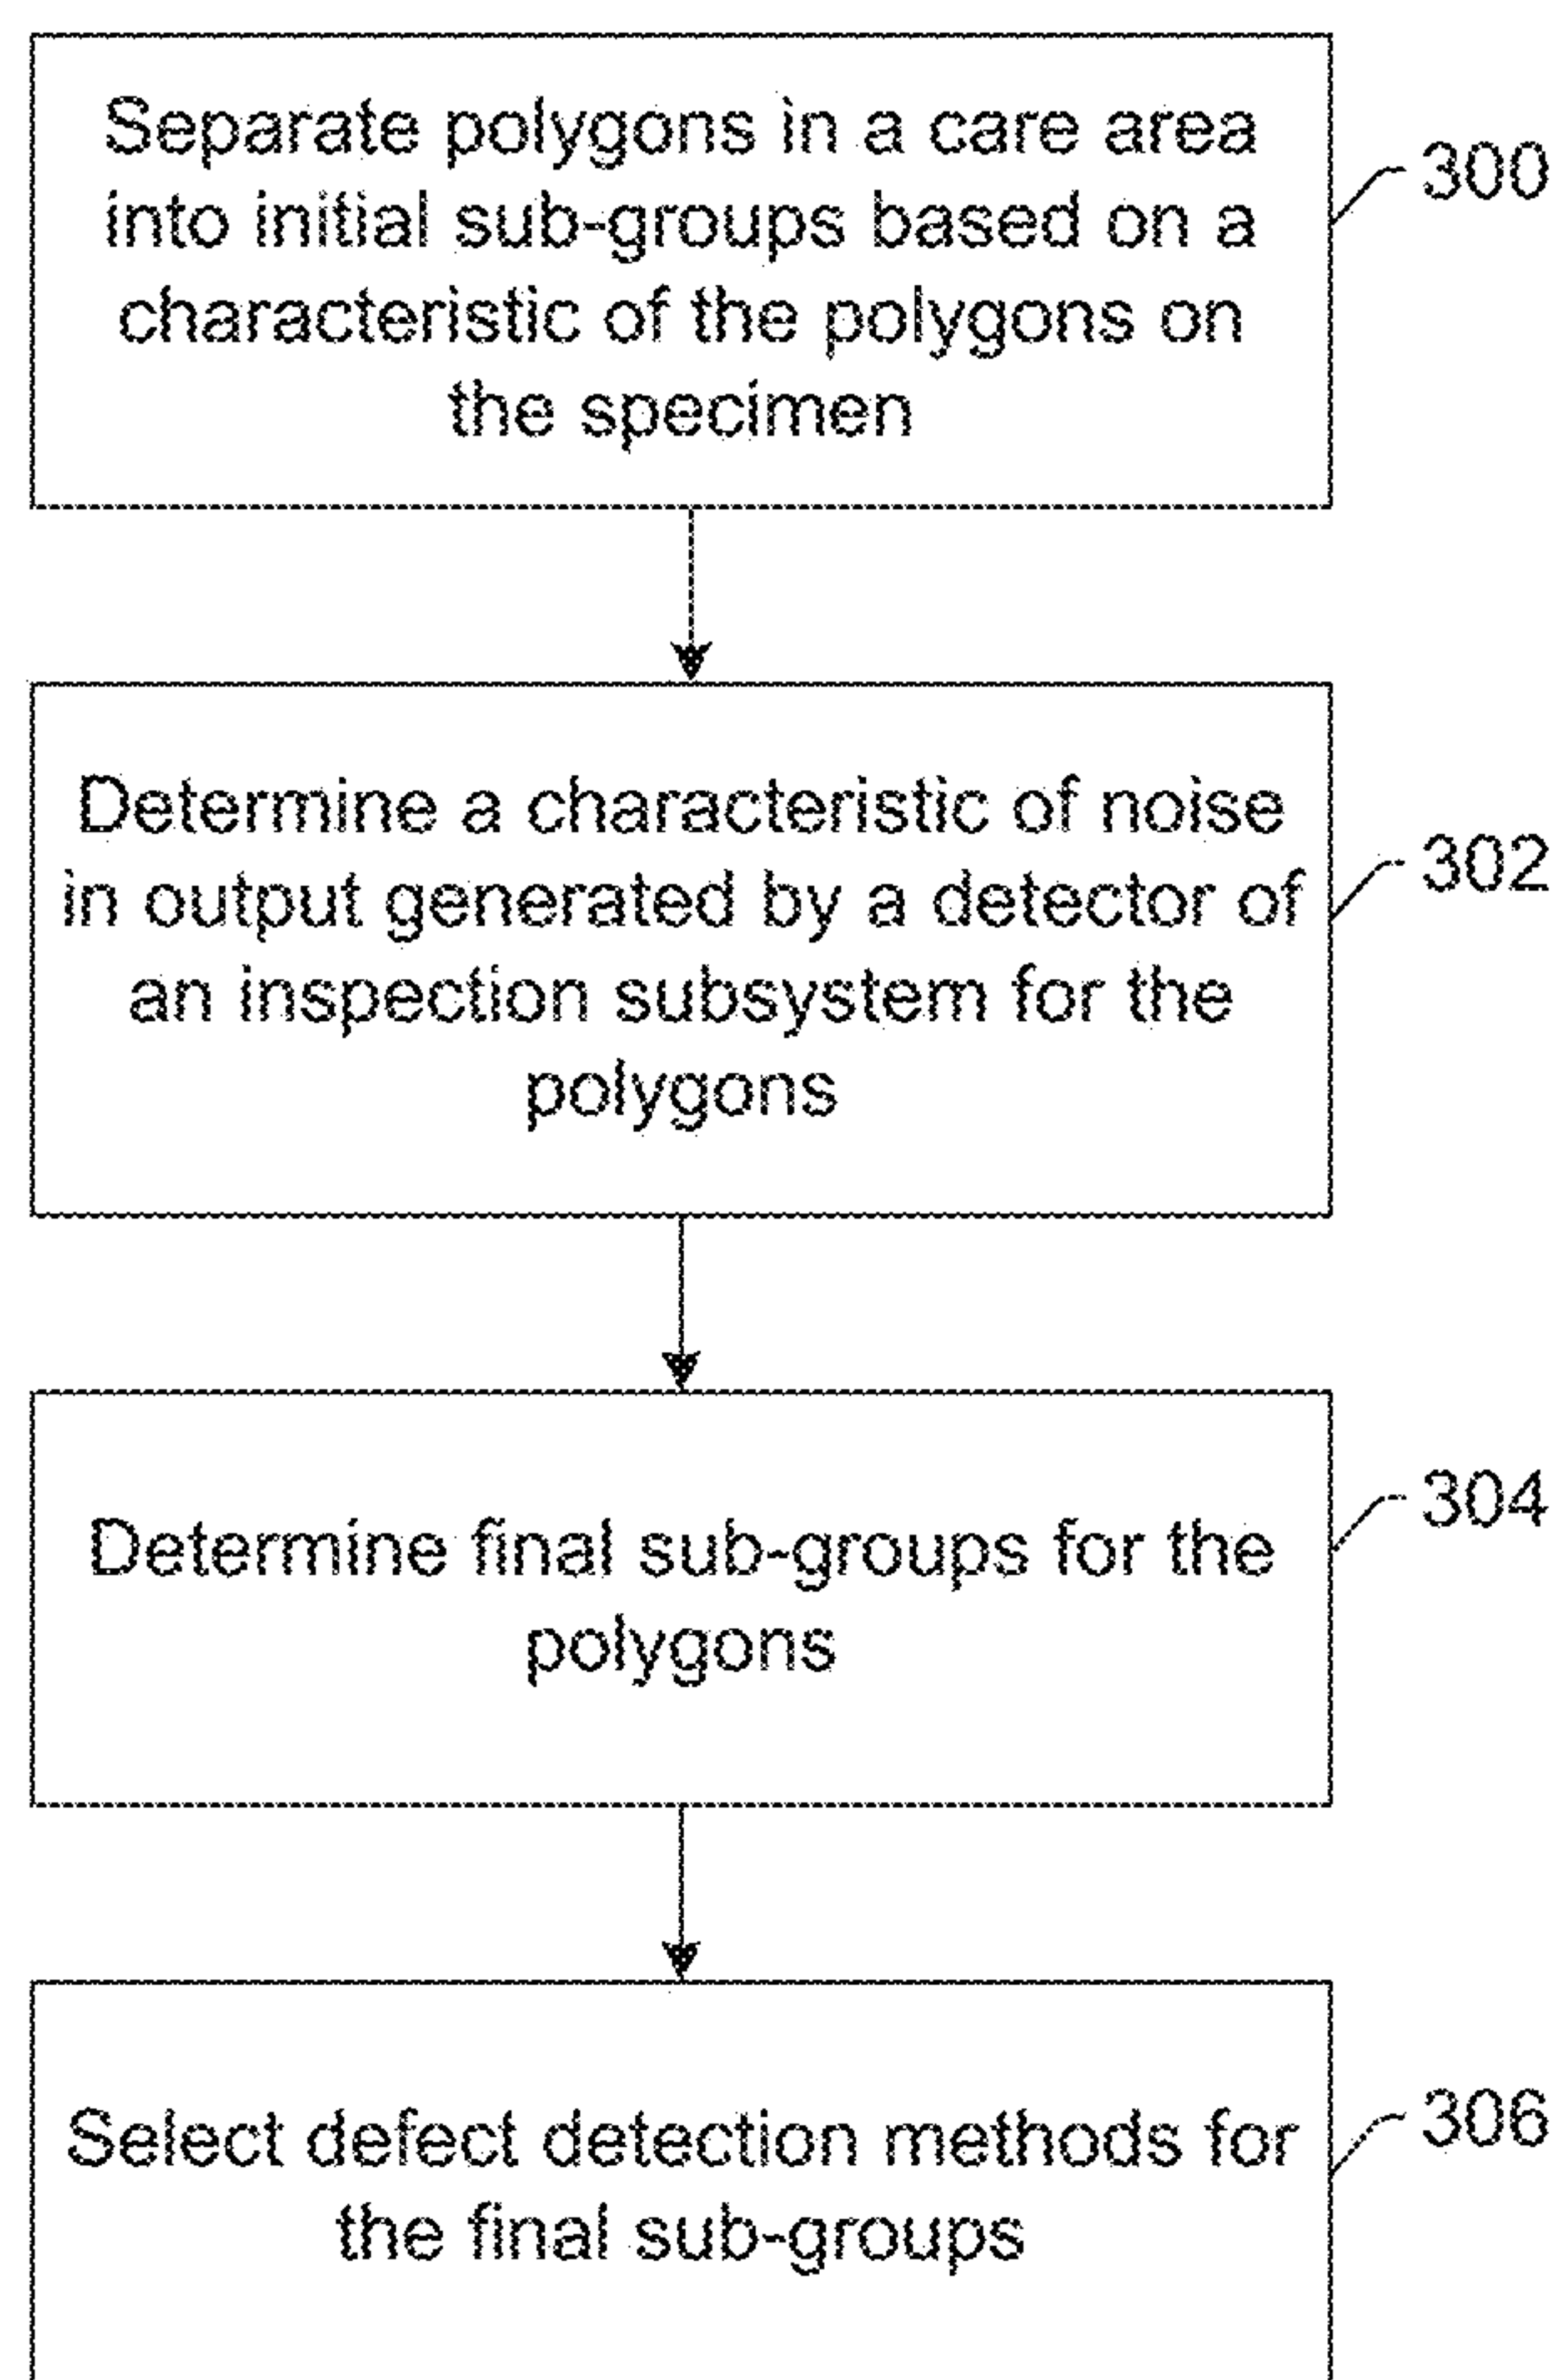 Separate polygons in a care area
into initial sub-groups based on a
characteristic of the polygons on
the specimen
300
Determine a characteristic of noise
in output generated by a detector of
an inspection subsystem for the
polygons
302
Determine final sub-groups for the
polygons
304
Select defect detection methods for
the final sub-groups
306